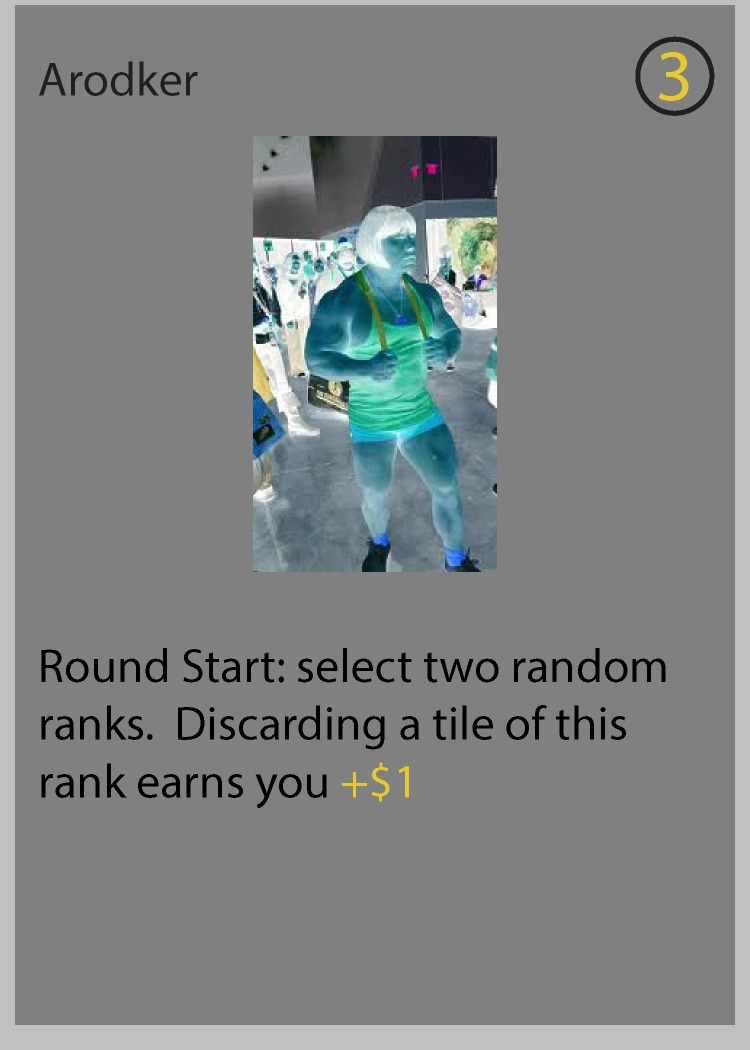 Arodker
3
Round Start: select two random
ranks.  Discarding a tile of this
rank earns you +$1